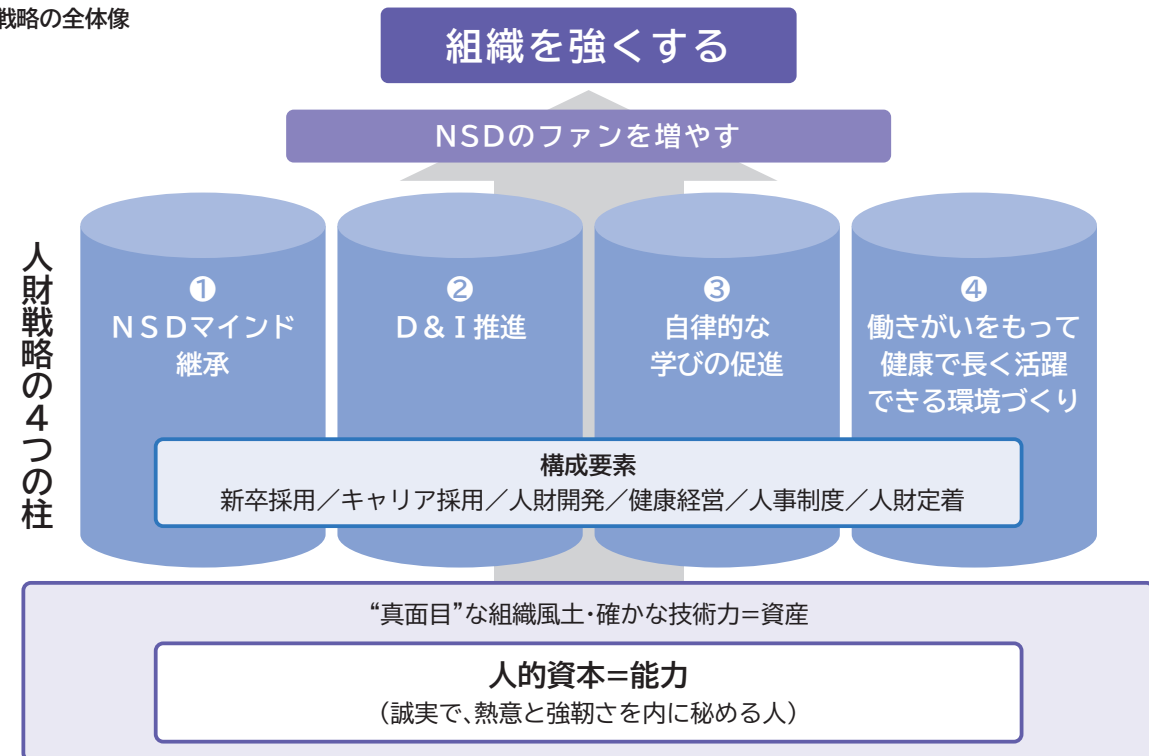 戦略の全体像
組織を強くする
NSDのファンを増やす
人財戦略の4つの柱
❶
NSDマインド
継承
❷
D&I推進
❸
自律的な
学びの促進
❹
働きがいをもって
健康で長く活躍
できる環境づくり
構成要素
新卒採用／キャリア採用／人財開発／健康経営／人事制度／人財定着
“真面目”な組織風土・確かな技術力=資産
人的資本=能力
（誠実で、熱意と強靭さを内に秘める人）